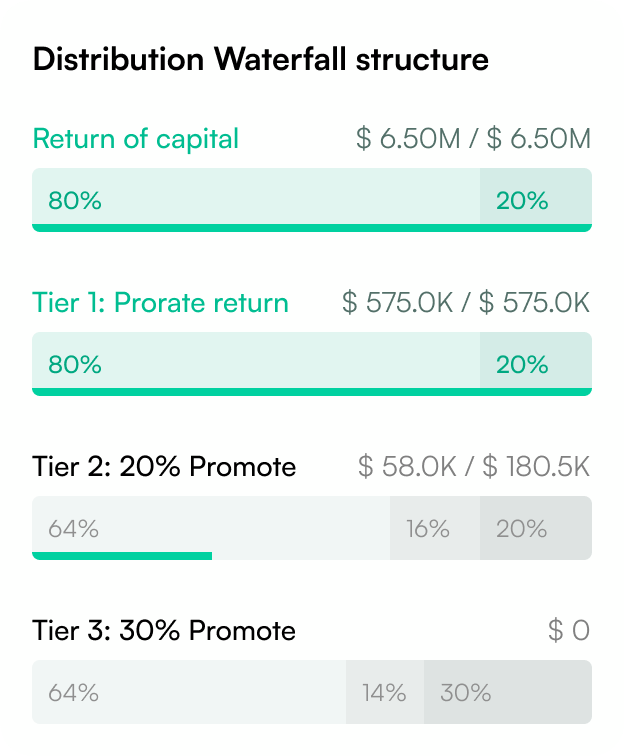 Distribution Waterfall structure
Return of capital $ 6.50M / $ 6.50M
80% 20%
Tier 1: Prorate return $ 575.0K / $ 575.0K
80% 20%
Tier 2: 20% Promote $ 58.0K / $ 180.5K
64% 16% 20%
Tier 3: 30% Promote $ 0
64% 14% 30%